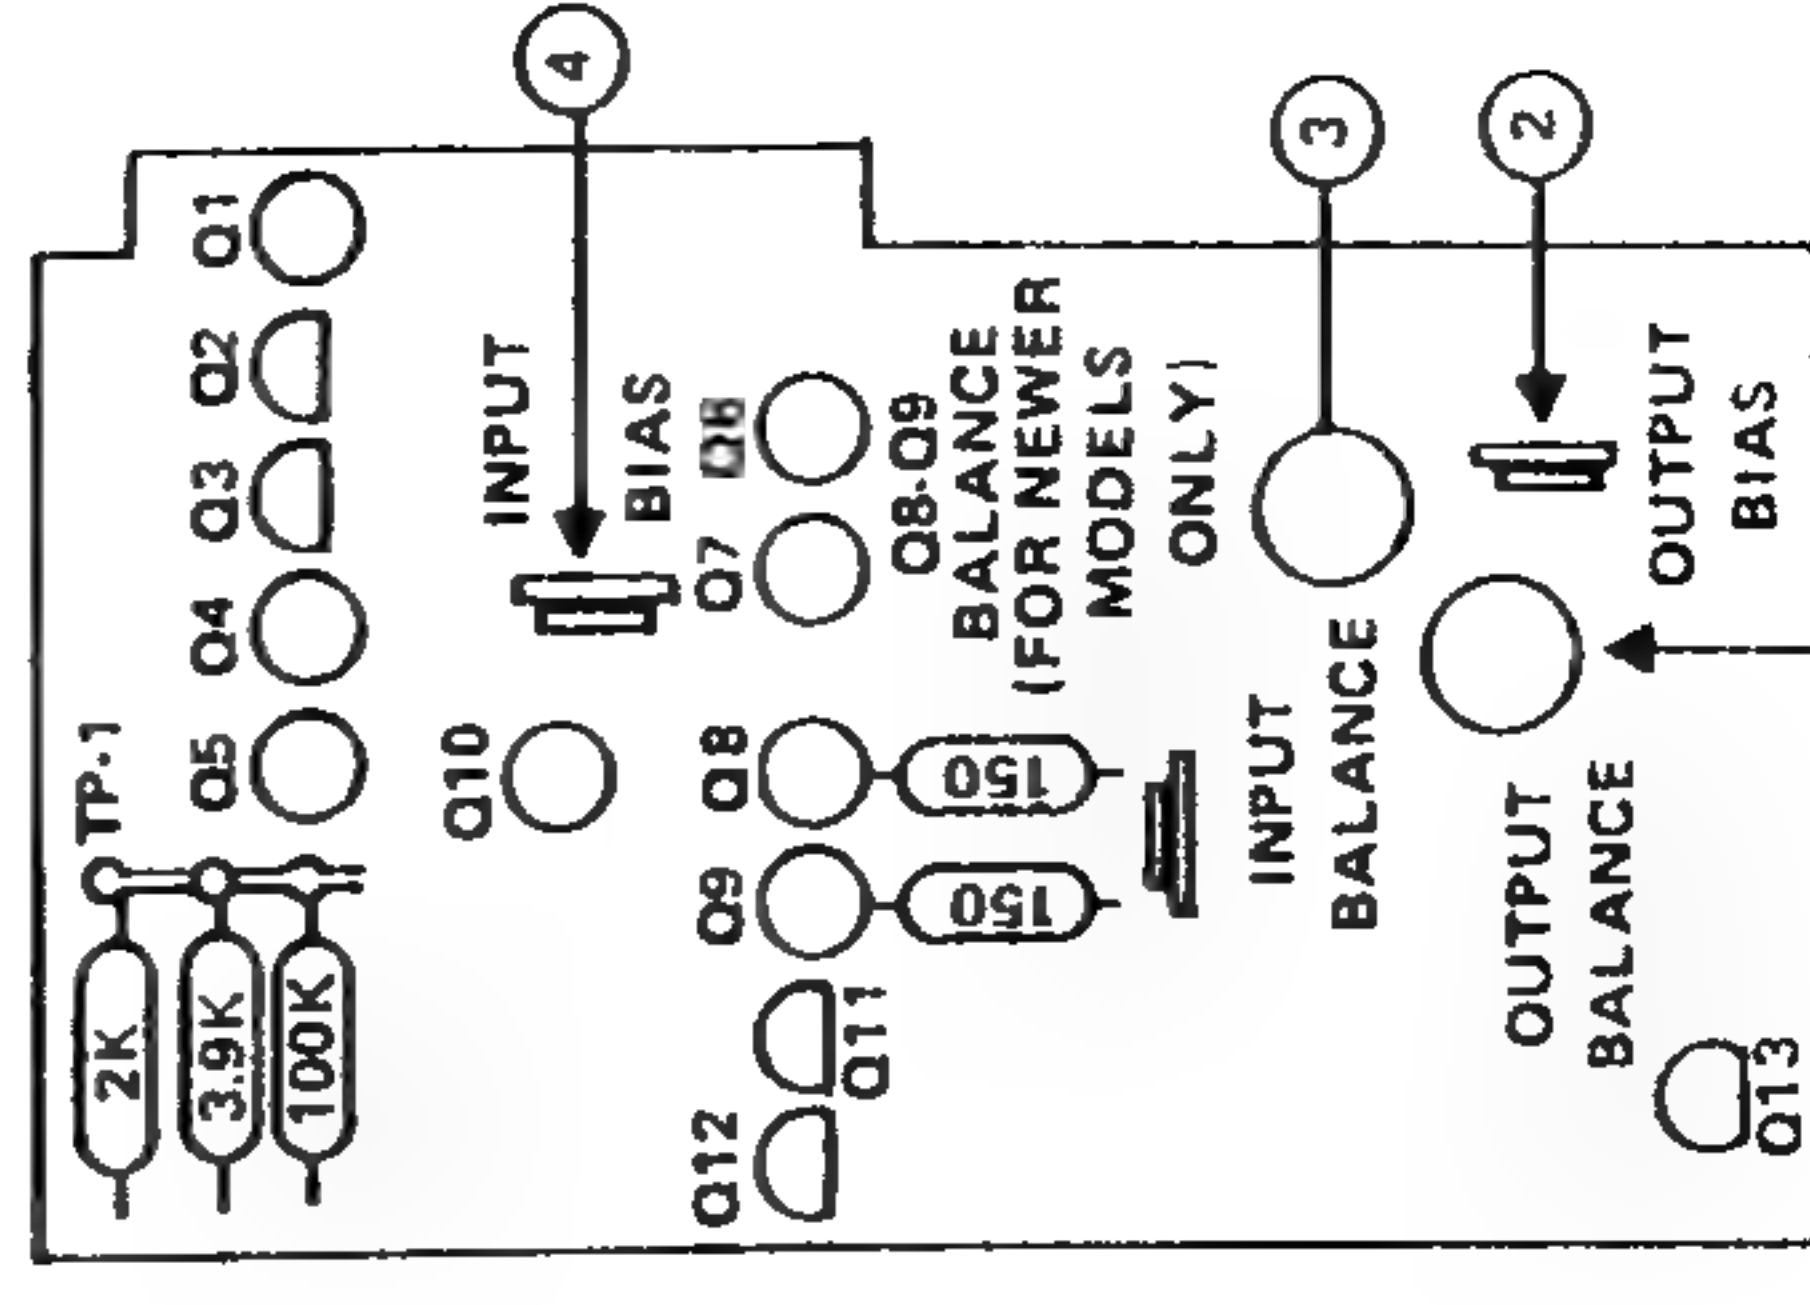 4
3
2
Q1
Q2
Q3
Q4
Q5
TP-1
2K
3.9K
100K
INPUT
BIAS
Q7
Q10
Q8-Q9
BALANCE
(FOR NEWER
MODELS
ONLY)
Q8
150
Q9
150
Q11
Q12
INPUT
BALANCE
OUTPUT
BIAS
OUTPUT
BALANCE
Q13